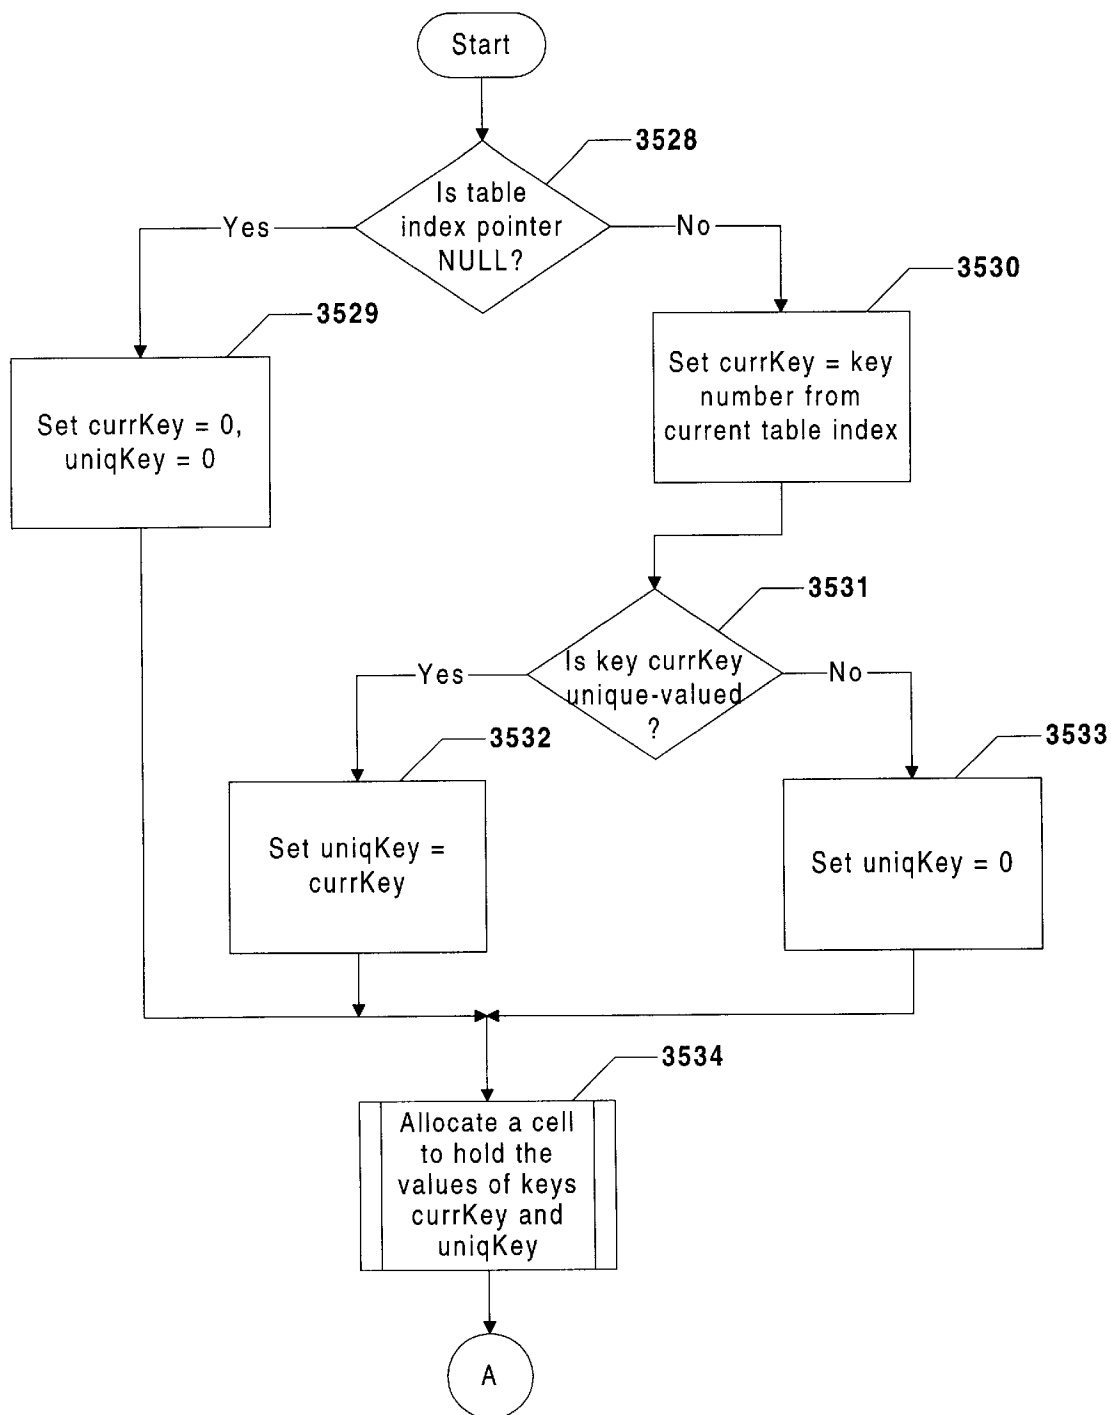 Start
3528
Is table
index pointer
NULL?
Yes
No
3530
3529
Set currKey = key
number from
current table index
Set currKey = 0,
uniqKey = 0
3531
Is key currKey
unique-valued
?
Yes
No
3532
3533
Set uniqKey =
currKey
Set uniqKey = 0
3534
Allocate a cell
to hold the
values of keys
currKey and
uniqKey
A